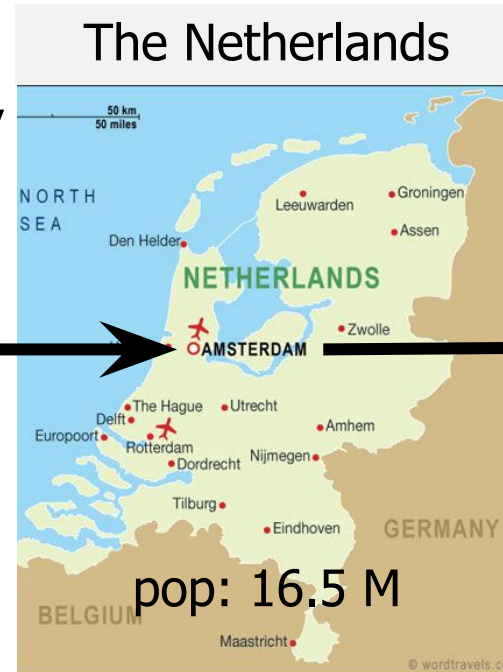 The Netherlands
50 km
50 miles
NORTH
SEA
Leeuwarden
Groningen
Assen
Den Helder
NETHERLANDS
Zwolle
AMSTERDAM
The Hague
Utrecht
Delft
Amhem
Europoort
Rotterdam
Nijmegen
Dordrecht
Tilburg
Eindhoven
GERMANY
pop: 16.5 M
BELGIUM
Maastricht
© wordtravels.c